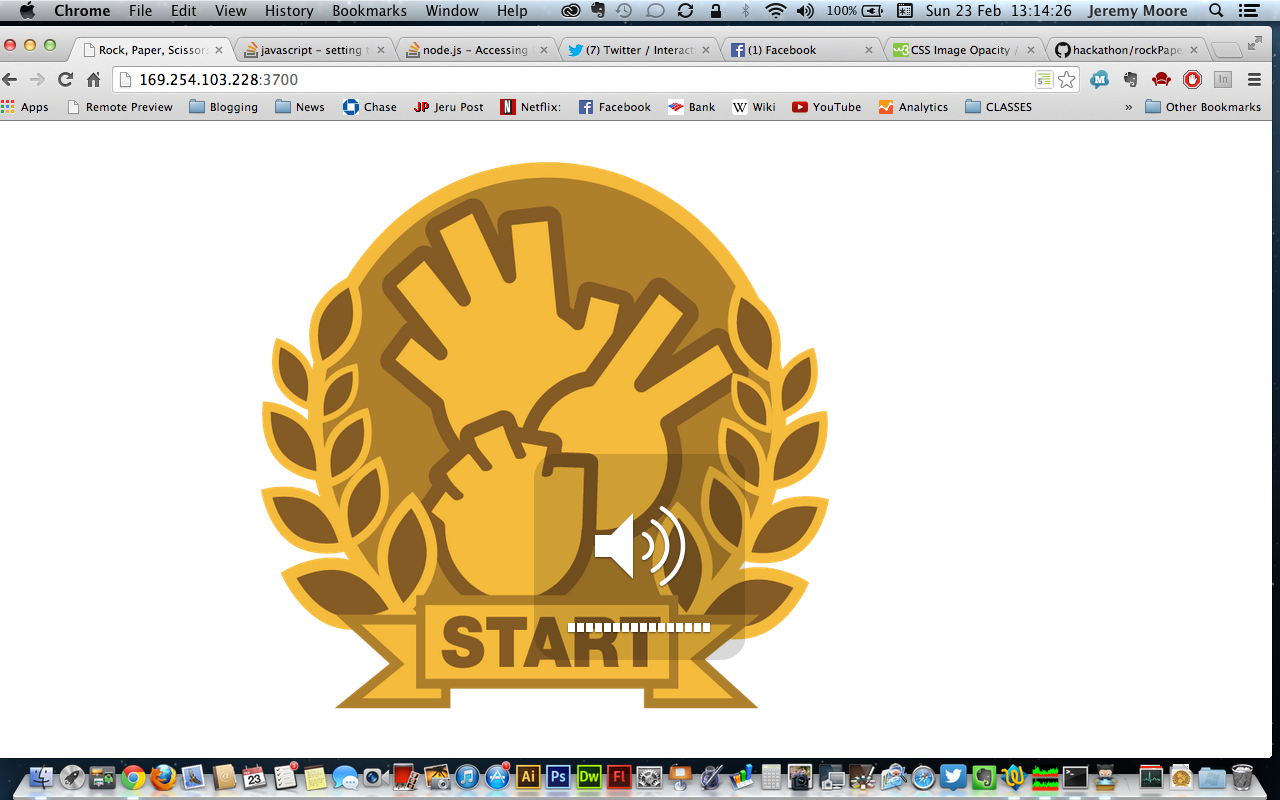 Chrome File Edit View History Bookmarks Window Help 100% Sun 23 Feb 13:14:26 Jeremy Moore
Rock, Paper, Scissors javascript – setting t node.js – Accessing (7) Twitter / Interact (1) Facebook CSS Image Opacity / hackathon/rockPape
169.254.103.228:3700
Apps Remote Preview Blogging News Chase JP Jeru Post N Netflix: Facebook Bank W Wiki YouTube Analytics CLASSES » Other Bookmarks
START
23 Ai Ps Dw Fl